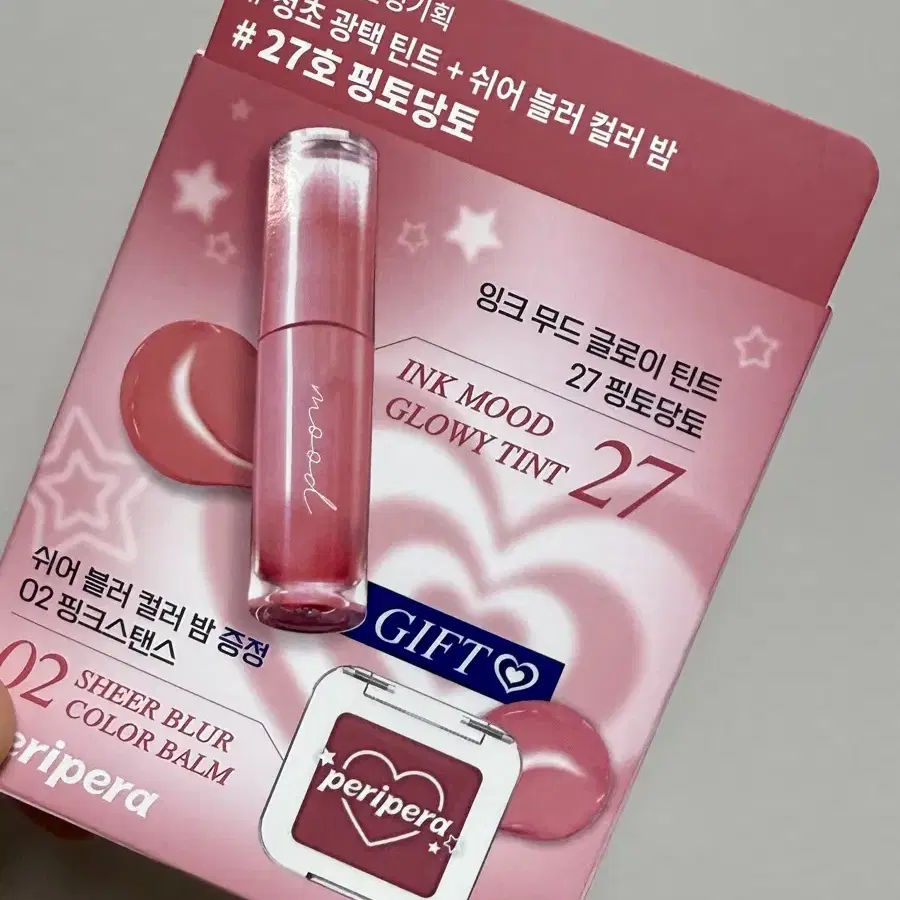 # 청초 광택 틴트 + 쉬어 블러 컬러 밤
# 27호 핑토당토
잉크 무드 글로이 틴트
27 핑토당토
INK MOOD
GLOWY TINT 27
mood
쉬어 블러 컬러 밤 증정
02 핑크스탠스
02 SHEER BLUR
COLOR BALM
GIFT
peripera
peripera